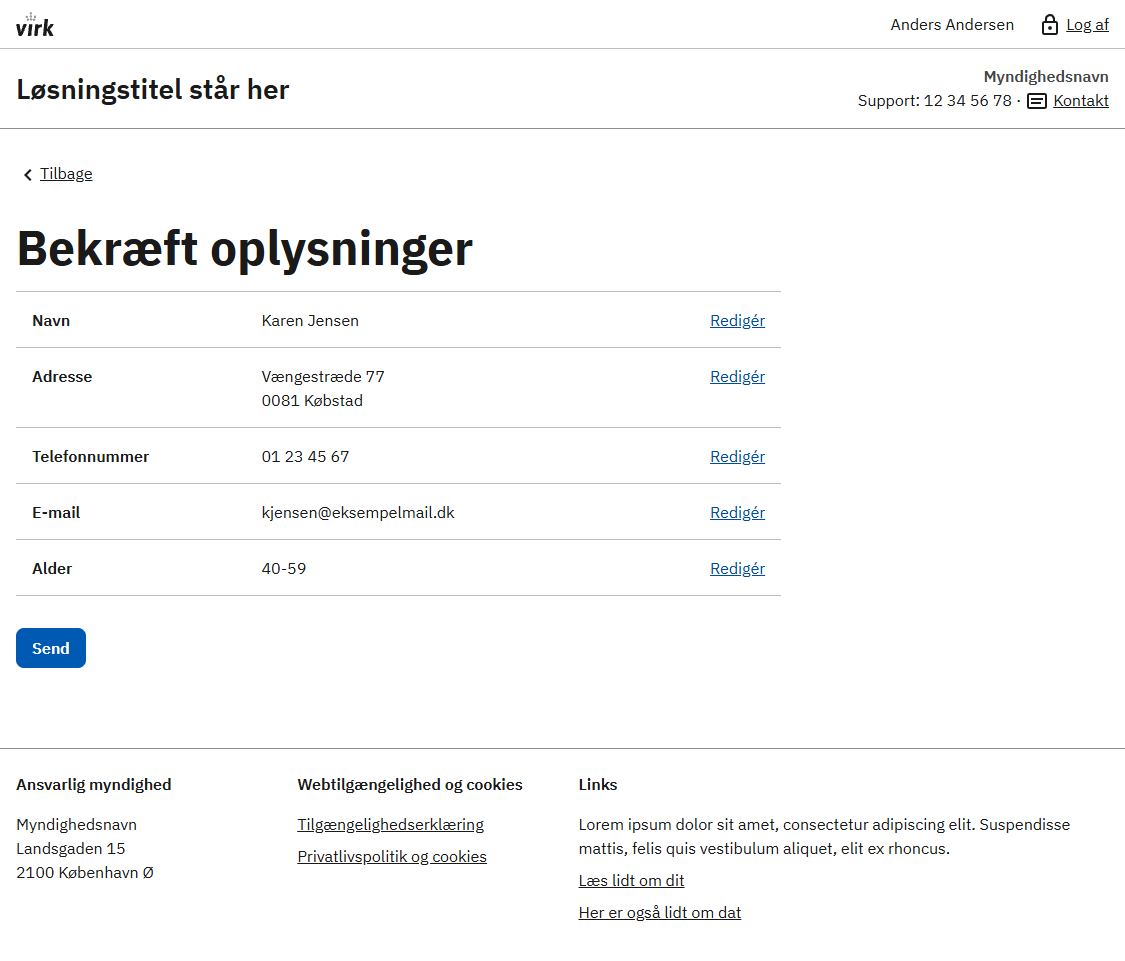 virk
Anders Andersen Log af
Løsningstitel står her
Myndighedsnavn
Support: 12 34 56 78 · Kontakt
Tilbage
Bekræft oplysninger
Navn Karen Jensen Redigér
Adresse Vængestræde 77 Redigér
0081 Købstad
Telefonnummer 01 23 45 67 Redigér
E-mail kjensen@eksempelmail.dk Redigér
Alder 40-59 Redigér
Send
Ansvarlig myndighed
Myndighedsnavn
Landsgaden 15
2100 København Ø
Webtilgængelighed og cookies
Tilgængelighedserklæring
Privatlivspolitik og cookies
Links
Lorem ipsum dolor sit amet, consectetur adipiscing elit. Suspendisse
mattis, felis quis vestibulum aliquet, elit ex rhoncus.
Læs lidt om dit
Her er også lidt om dat